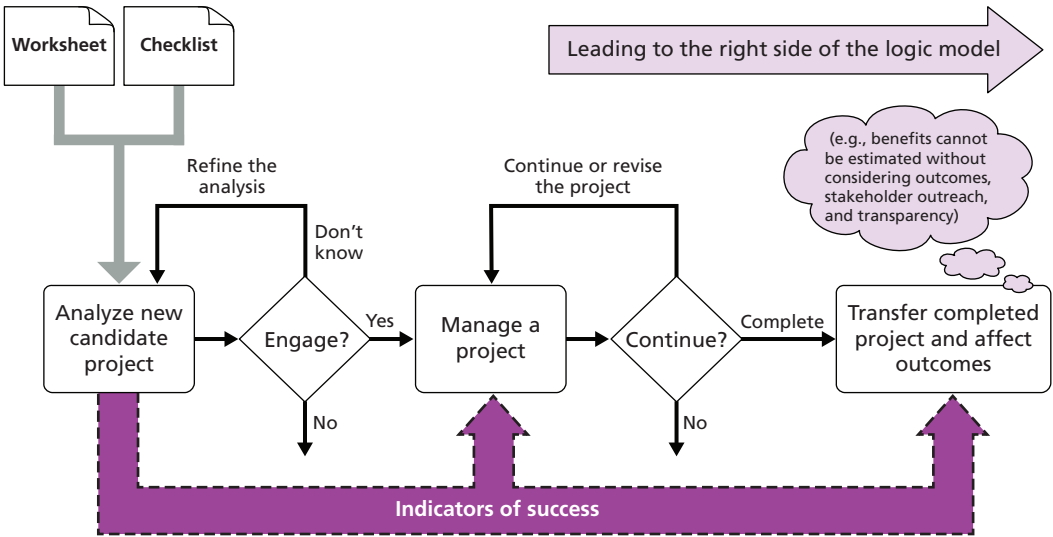 Worksheet
Checklist
Leading to the right side of the logic model
(e.g., benefits cannot
be estimated without
considering outcomes,
stakeholder outreach,
and transparency)
Refine the
analysis
Continue or revise
the project
Don't
know
Analyze new
candidate
project
Engage?
Yes
Manage a
project
Continue?
Complete
Transfer completed
project and affect
outcomes
No
No
Indicators of success